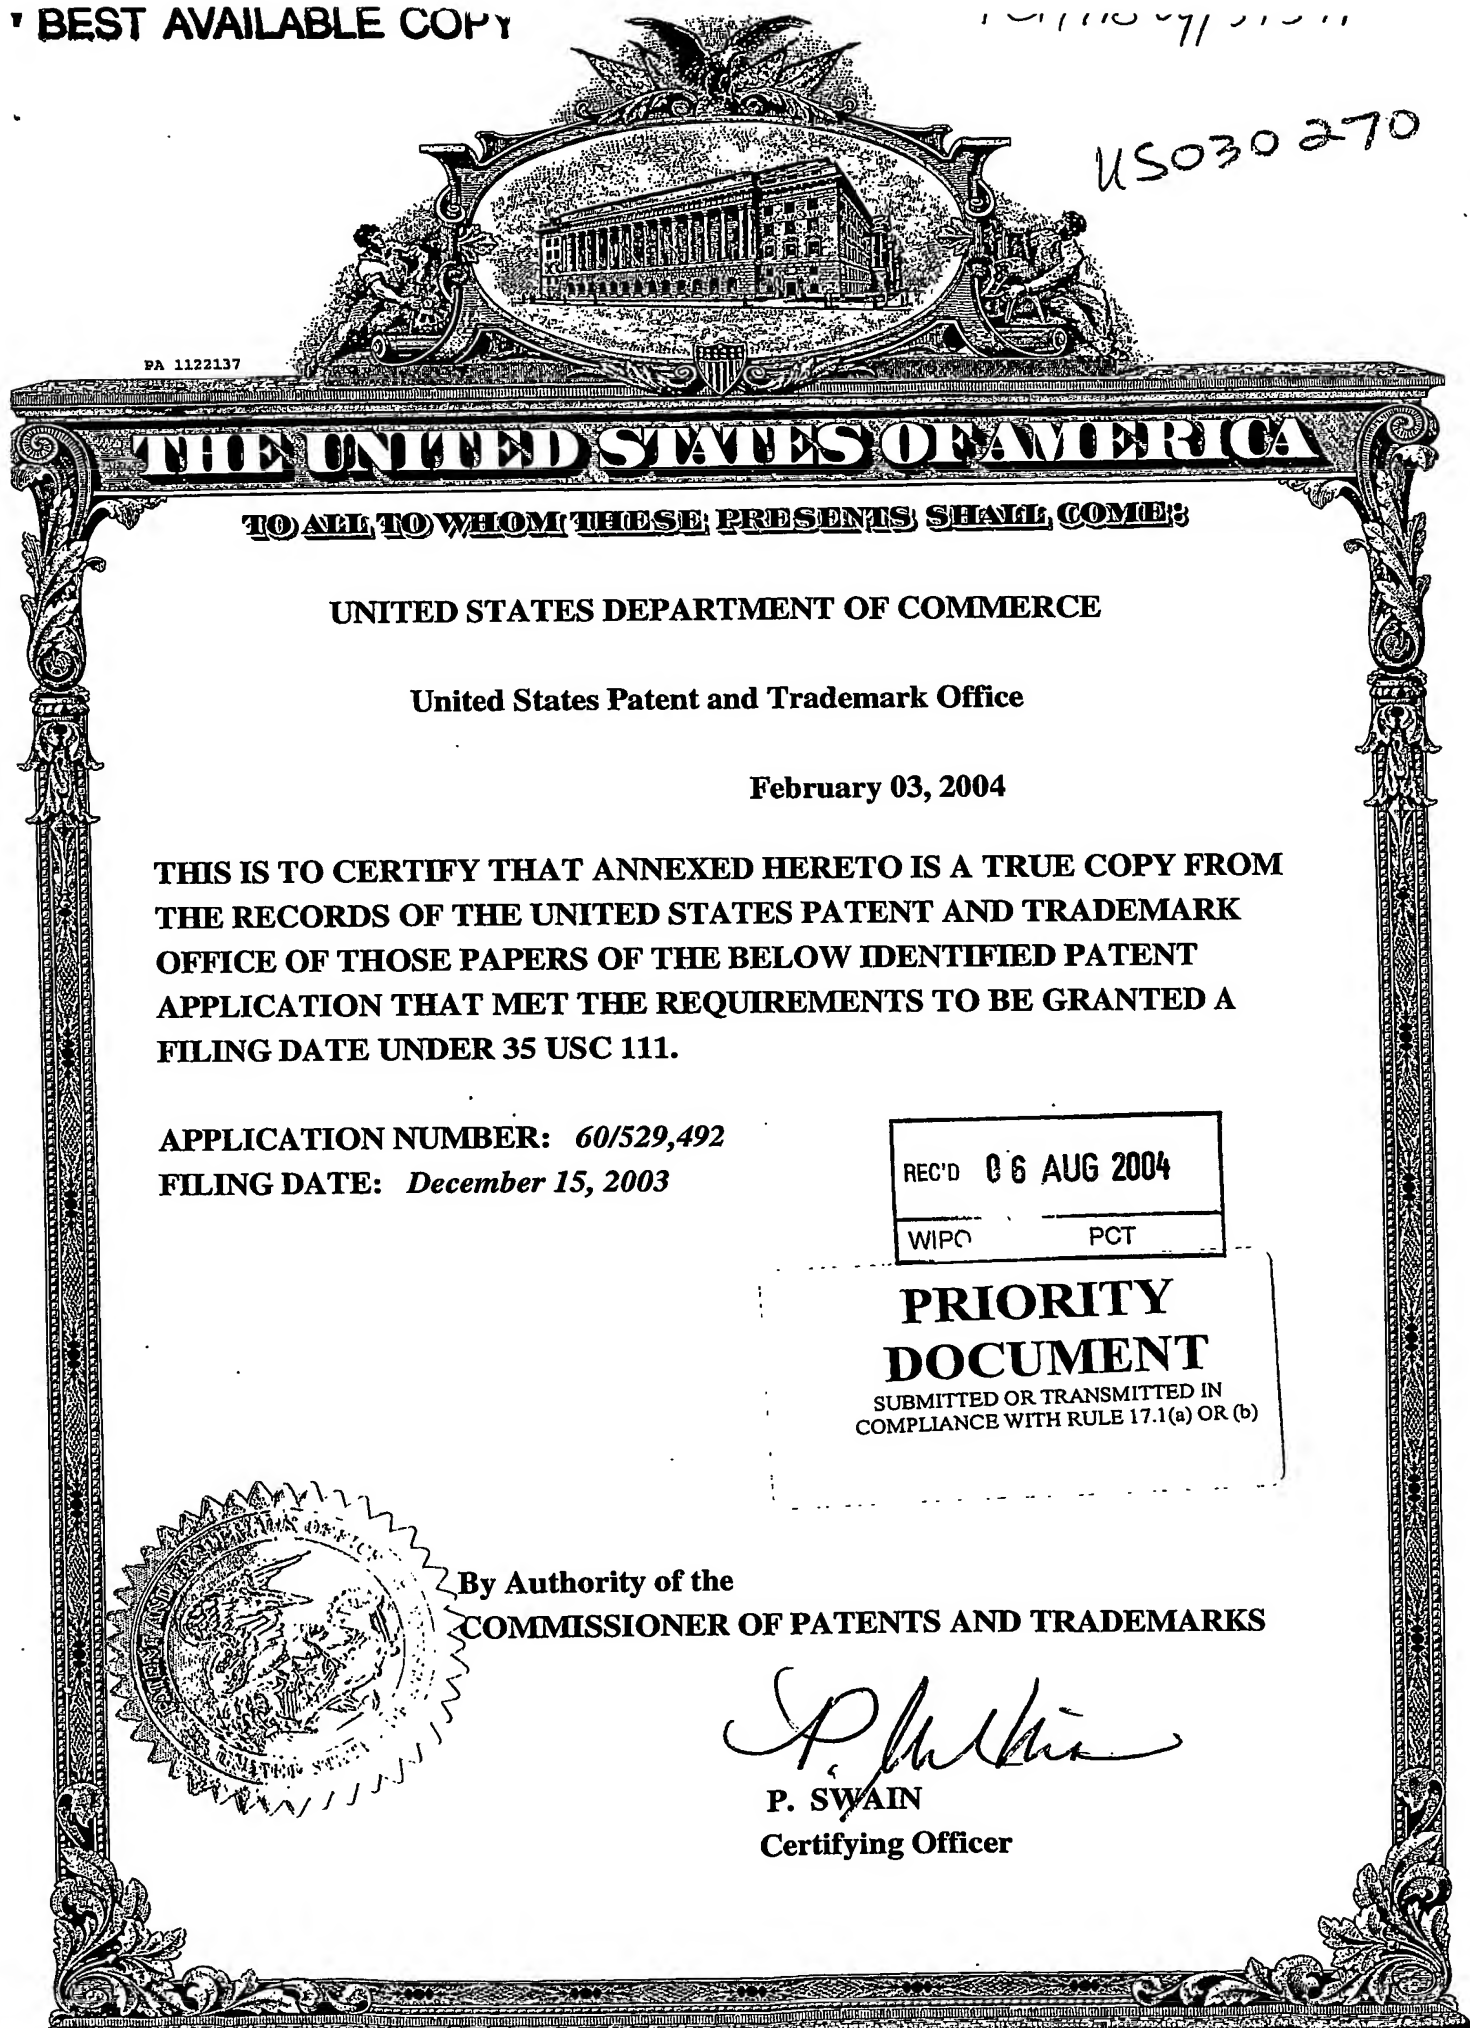 BEST AVAILABLE COPY
US030270
PA 1122137
THE UNITED STATES OF AMERICA
TO ALL TO WHOM THESE PRESENTS SHALL COME:
UNITED STATES DEPARTMENT OF COMMERCE
United States Patent and Trademark Office
February 03, 2004
THIS IS TO CERTIFY THAT ANNEXED HERETO IS A TRUE COPY FROM
THE RECORDS OF THE UNITED STATES PATENT AND TRADEMARK
OFFICE OF THOSE PAPERS OF THE BELOW IDENTIFIED PATENT
APPLICATION THAT MET THE REQUIREMENTS TO BE GRANTED A
FILING DATE UNDER 35 USC 111.
APPLICATION NUMBER: 60/529,492
FILING DATE: December 15, 2003
REC'D 06 AUG 2004
WIPO PCT
PRIORITY
DOCUMENT
SUBMITTED OR TRANSMITTED IN
COMPLIANCE WITH RULE 17.1(a) OR (b)
By Authority of the
COMMISSIONER OF PATENTS AND TRADEMARKS
P. SWAIN
Certifying Officer